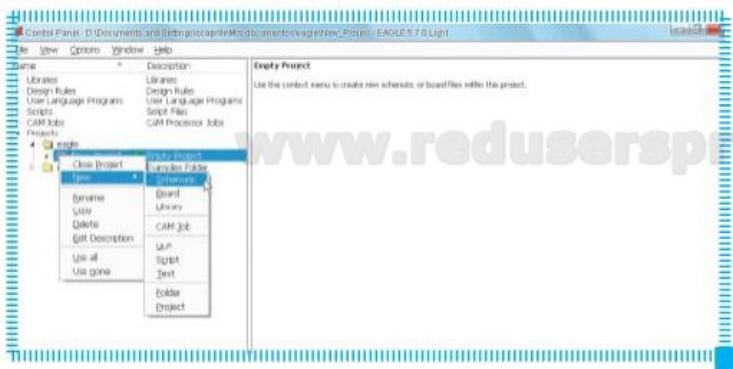 Control Panel - D:\Documents and Settings\scaprile\Mis documentos\eagle\New_Project - EAGLE 5.7.0 Light
File View Options Window Help
Name Description
Libraries Libraries
Design Rules Design Rules
User Language Programs User Language Programs
Scripts Script Files
CAM Jobs CAM Processor Jobs
Projects
eagle
Empty Project
Examples Folder
Close Project
New
Rename
Copy
Delete
Edit Description
Use all
Use none
Schematic
Board
Library
CAM Job
ULP
Script
Text
Folder
Project
Empty Project
Use the context menu to create new schematic or board files within this project.
www.reduserspr